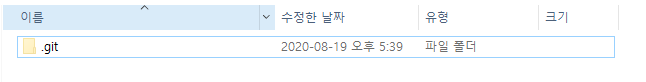 이름 수정한 날짜 유형 크기
.git 2020-08-19 오후 5:39 파일 폴더